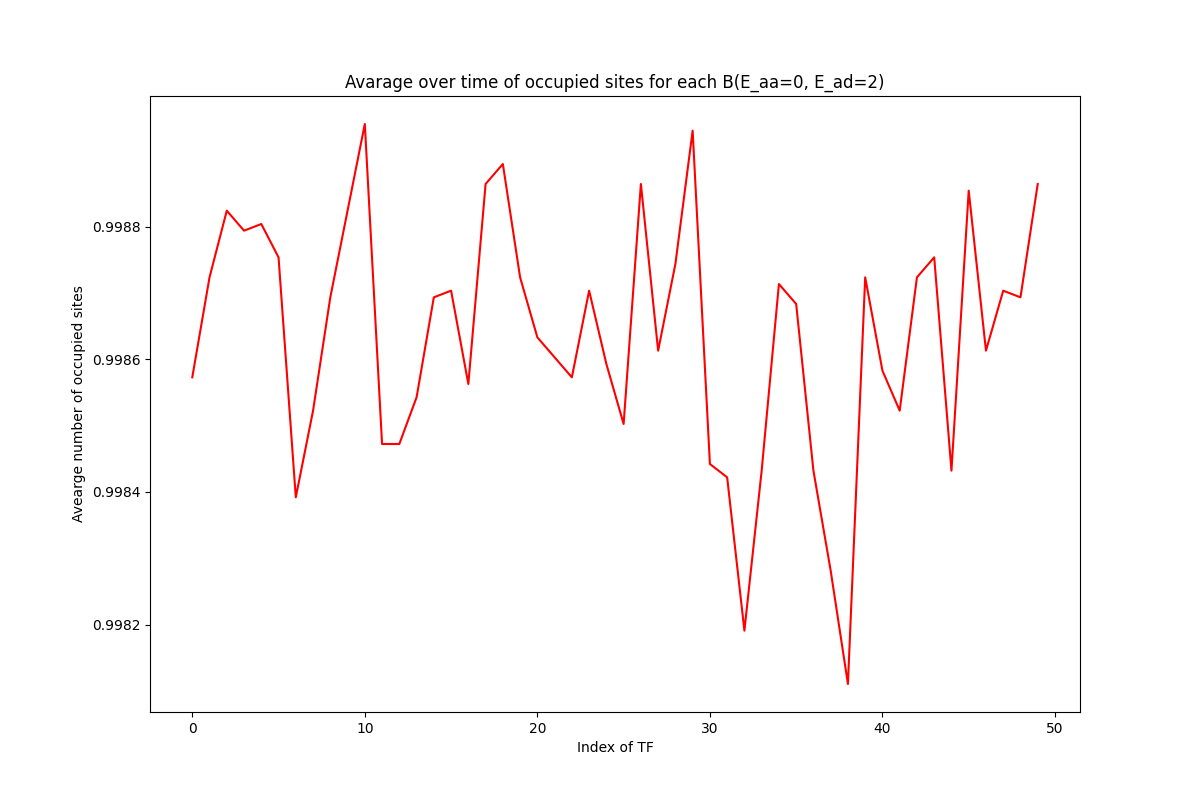 Avarage over time of occupied sites for each B(E_aa=0, E_ad=2)
Avearge number of occupied sites
0.9988
0.9986
0.9984
0.9982
0 10 20 30 40 50
Index of TF